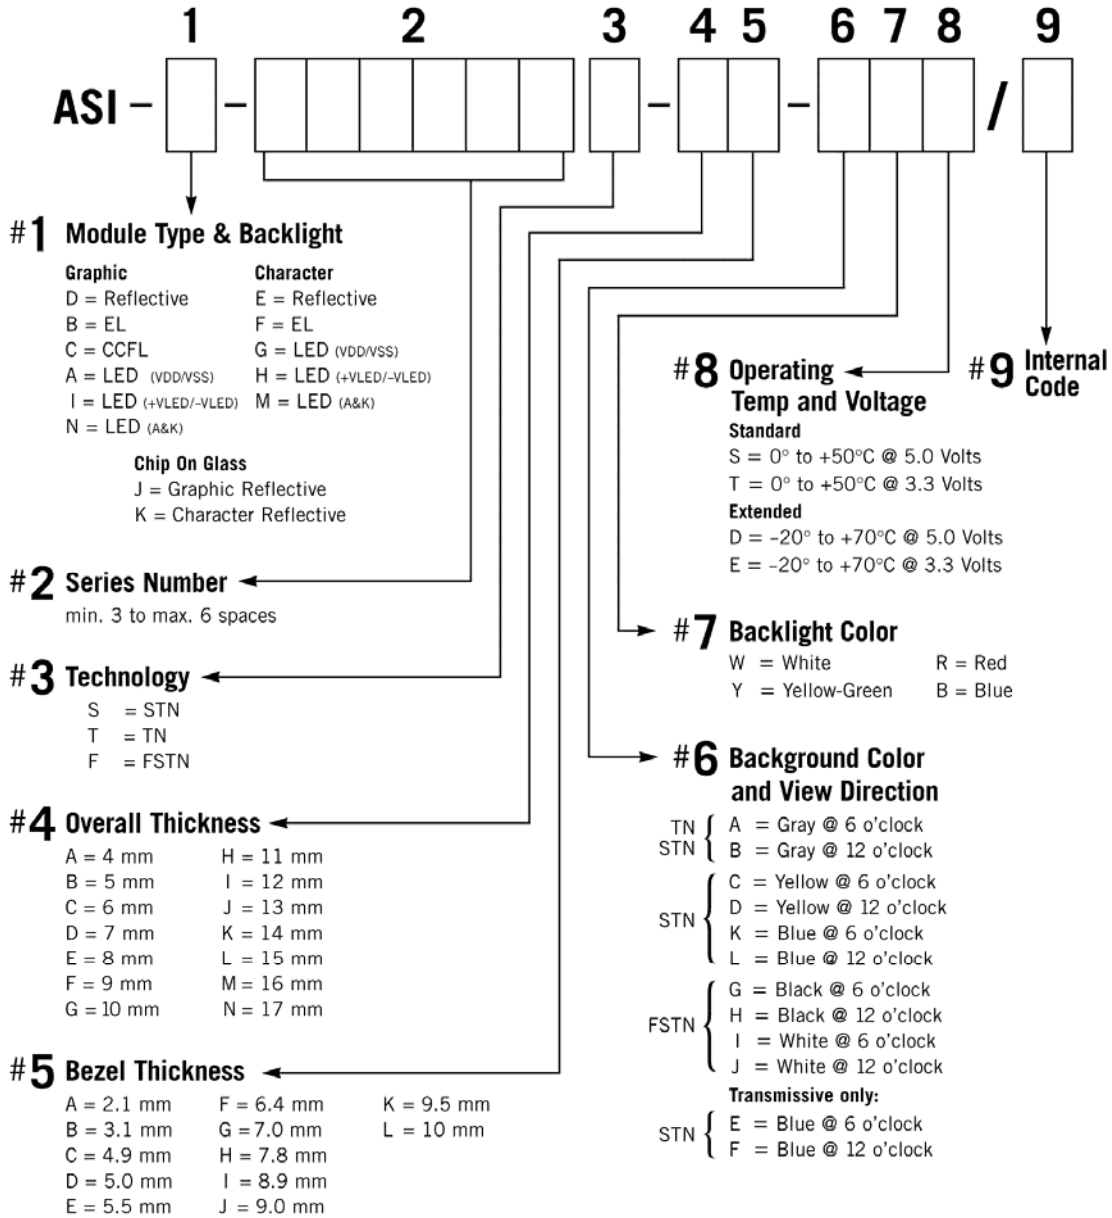 1 2 3 4 5 6 7 8 9
ASI – – – – /
#1 Module Type & Backlight
Graphic
D = Reflective
B = EL
C = CCFL
A = LED (VDD/VSS)
I = LED (+VLED/–VLED)
N = LED (A&K)
Character
E = Reflective
F = EL
G = LED (VDD/VSS)
H = LED (+VLED/–VLED)
M = LED (A&K)
Chip On Glass
J = Graphic Reflective
K = Character Reflective
#2 Series Number
min. 3 to max. 6 spaces
#3 Technology
S = STN
T = TN
F = FSTN
#4 Overall Thickness
A = 4 mm
B = 5 mm
C = 6 mm
D = 7 mm
E = 8 mm
F = 9 mm
G = 10 mm
H = 11 mm
I = 12 mm
J = 13 mm
K = 14 mm
L = 15 mm
M = 16 mm
N = 17 mm
#5 Bezel Thickness
A = 2.1 mm
B = 3.1 mm
C = 4.9 mm
D = 5.0 mm
E = 5.5 mm
F = 6.4 mm
G = 7.0 mm
H = 7.8 mm
I = 8.9 mm
J = 9.0 mm
K = 9.5 mm
L = 10 mm
#8 Operating
Temp and Voltage
Standard
S = 0° to +50°C @ 5.0 Volts
T = 0° to +50°C @ 3.3 Volts
Extended
D = –20° to +70°C @ 5.0 Volts
E = –20° to +70°C @ 3.3 Volts
#9 Internal
Code
#7 Backlight Color
W = White
Y = Yellow-Green
R = Red
B = Blue
#6 Background Color
and View Direction
TN
STN
A = Gray @ 6 o'clock
B = Gray @ 12 o'clock
STN
C = Yellow @ 6 o'clock
D = Yellow @ 12 o'clock
K = Blue @ 6 o'clock
L = Blue @ 12 o'clock
FSTN
G = Black @ 6 o'clock
H = Black @ 12 o'clock
I = White @ 6 o'clock
J = White @ 12 o'clock
Transmissive only:
STN
E = Blue @ 6 o'clock
F = Blue @ 12 o'clock